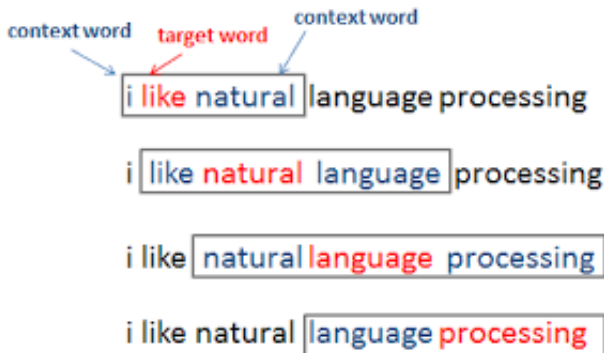 context word
target word
context word
i like natural language processing
i like natural language processing
i like natural language processing
i like natural language processing